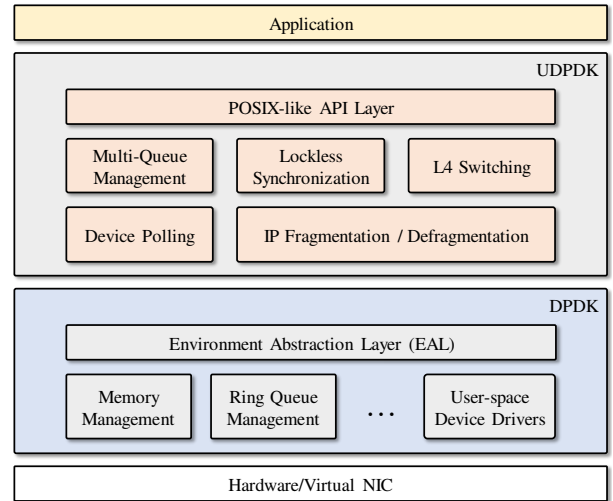 Application
UDPDK
POSIX-like API Layer
Multi-Queue
Management
Lockless
Synchronization
L4 Switching
Device Polling
IP Fragmentation / Defragmentation
DPDK
Environment Abstraction Layer (EAL)
Memory
Management
Ring Queue
Management
...
User-space
Device Drivers
Hardware/Virtual NIC